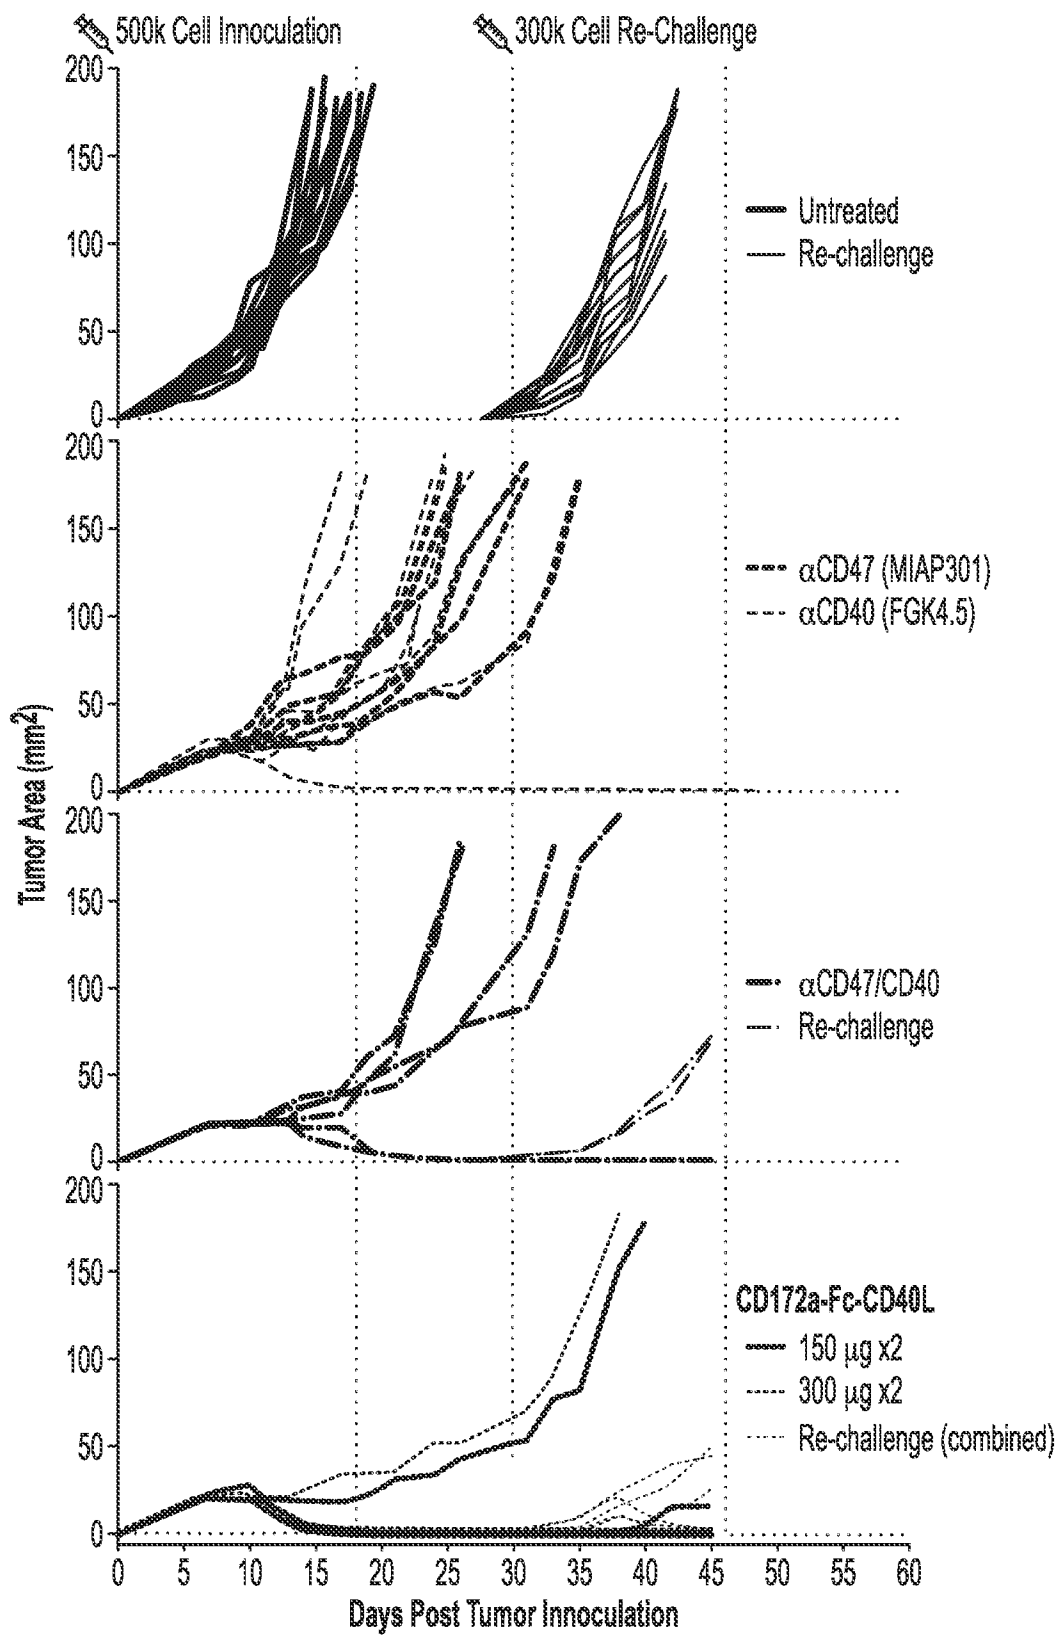 500k Cell Innoculation
300k Cell Re-Challenge
200
150
100
50
0
Untreated
Re-challenge
200
150
100
50
0
αCD47 (MIAP301)
αCD40 (FGK4.5)
Tumor Area (mm2)
200
150
100
50
0
αCD47/CD40
Re-challenge
200
150
100
50
0
CD172a-Fc-CD40L
150 µg x2
300 µg x2
Re-challenge (combined)
0 5 10 15 20 25 30 35 40 45 50 55 60
Days Post Tumor Innoculation